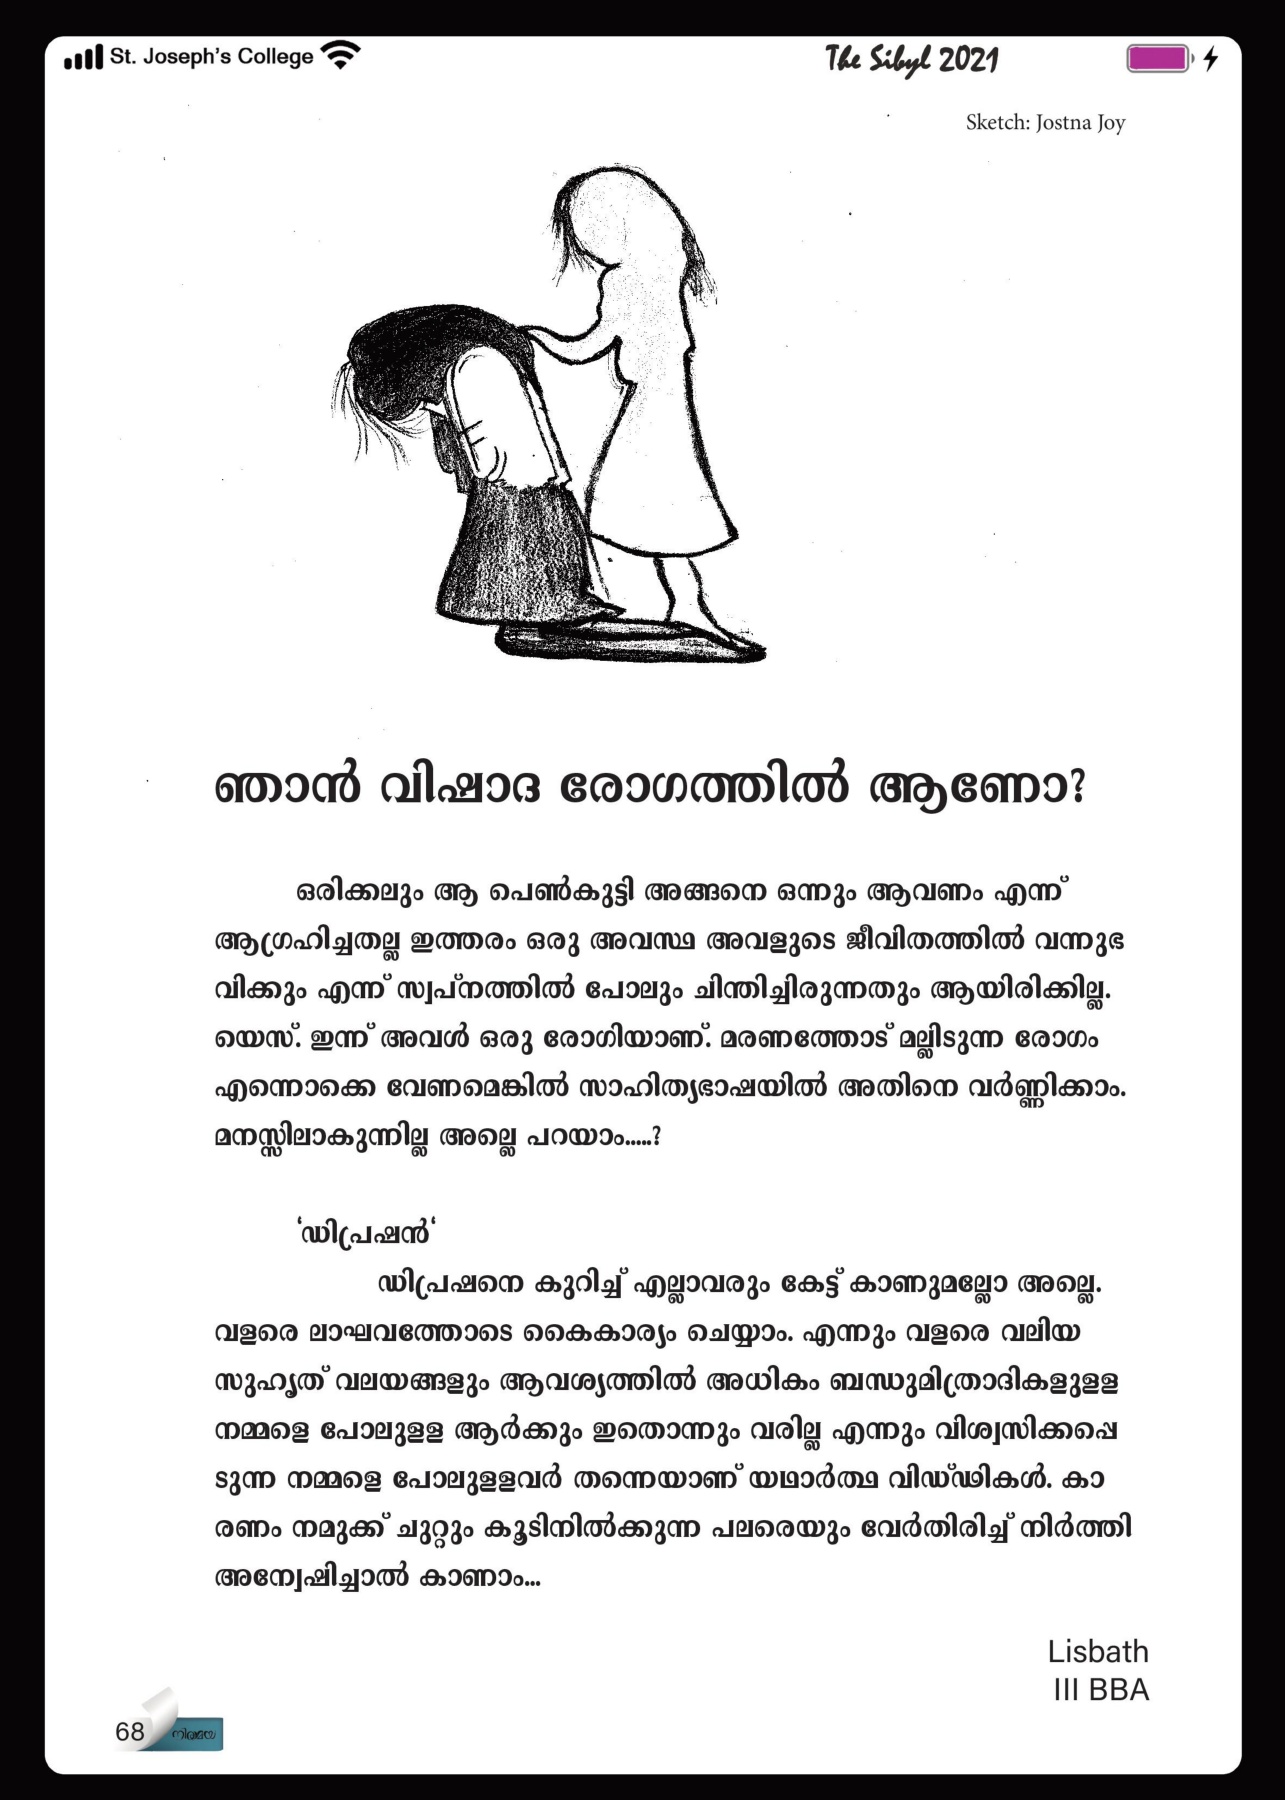 St. Joseph's College
The Sibyl 2021
Sketch: Jostna Joy
ഞാൻ വിഷാദ രോഗത്തിൽ ആണോ?
ഒരിക്കലും ആ പെൺകുട്ടി അങ്ങനെ ഒന്നും ആവണം എന്ന്
ആഗ്രഹിച്ചതല്ല ഇത്തരം ഒരു അവസ്ഥ അവളുടെ ജീവിതത്തിൽ വന്നുഭ
വിക്കും എന്ന് സ്വപ്നത്തിൽ പോലും ചിന്തിച്ചിരുന്നതും ആയിരിക്കില്ല.
യെസ്. ഇന്ന് അവൾ ഒരു രോഗിയാണ്. മരണത്തോട് മല്ലിടുന്ന രോഗം
എന്നൊക്കെ വേണമെങ്കിൽ സാഹിത്യഭാഷയിൽ അതിനെ വർണ്ണിക്കാം.
മനസ്സിലാകുന്നില്ല അല്ലെ പറയാം.....?
'ഡിപ്രഷൻ'
ഡിപ്രഷനെ കുറിച്ച് എല്ലാവരും കേട്ട് കാണുമല്ലോ അല്ലെ.
വളരെ ലാഘവത്തോടെ കൈകാര്യം ചെയ്യാം. എന്നും വളരെ വലിയ
സുഹൃത് വലയങ്ങളും ആവശ്യത്തിൽ അധികം ബന്ധുമിത്രാദികളുളള
നമ്മളെ പോലുളള ആർക്കും ഇതൊന്നും വരില്ല എന്നും വിശ്വസിക്കപ്പെ
ടുന്ന നമ്മളെ പോലുളളവർ തന്നെയാണ് യഥാർത്ഥ വിഡ്ഢികൾ. കാ
രണം നമുക്ക് ചുറ്റും കൂടിനിൽക്കുന്ന പലരെയും വേർതിരിച്ച് നിർത്തി
അന്വേഷിച്ചാൽ കാണാം...
Lisbath
III BBA
68